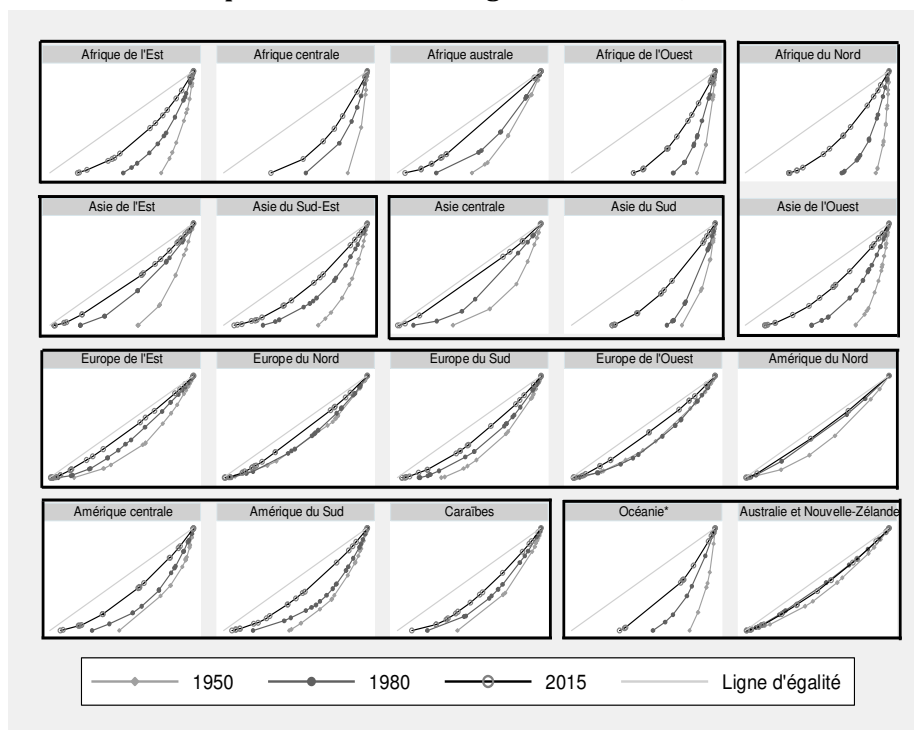 Afrique de l'Est
Afrique centrale
Afrique australe
Afrique de l'Ouest
Afrique du Nord
Asie de l'Est
Asie du Sud-Est
Asie centrale
Asie du Sud
Asie de l'Ouest
Europe de l'Est
Europe du Nord
Europe du Sud
Europe de l'Ouest
Amérique du Nord
Amérique centrale
Amérique du Sud
Caraïbes
Océanie*
Australie et Nouvelle-Zélande
1950
1980
2015
Ligne d'égalité